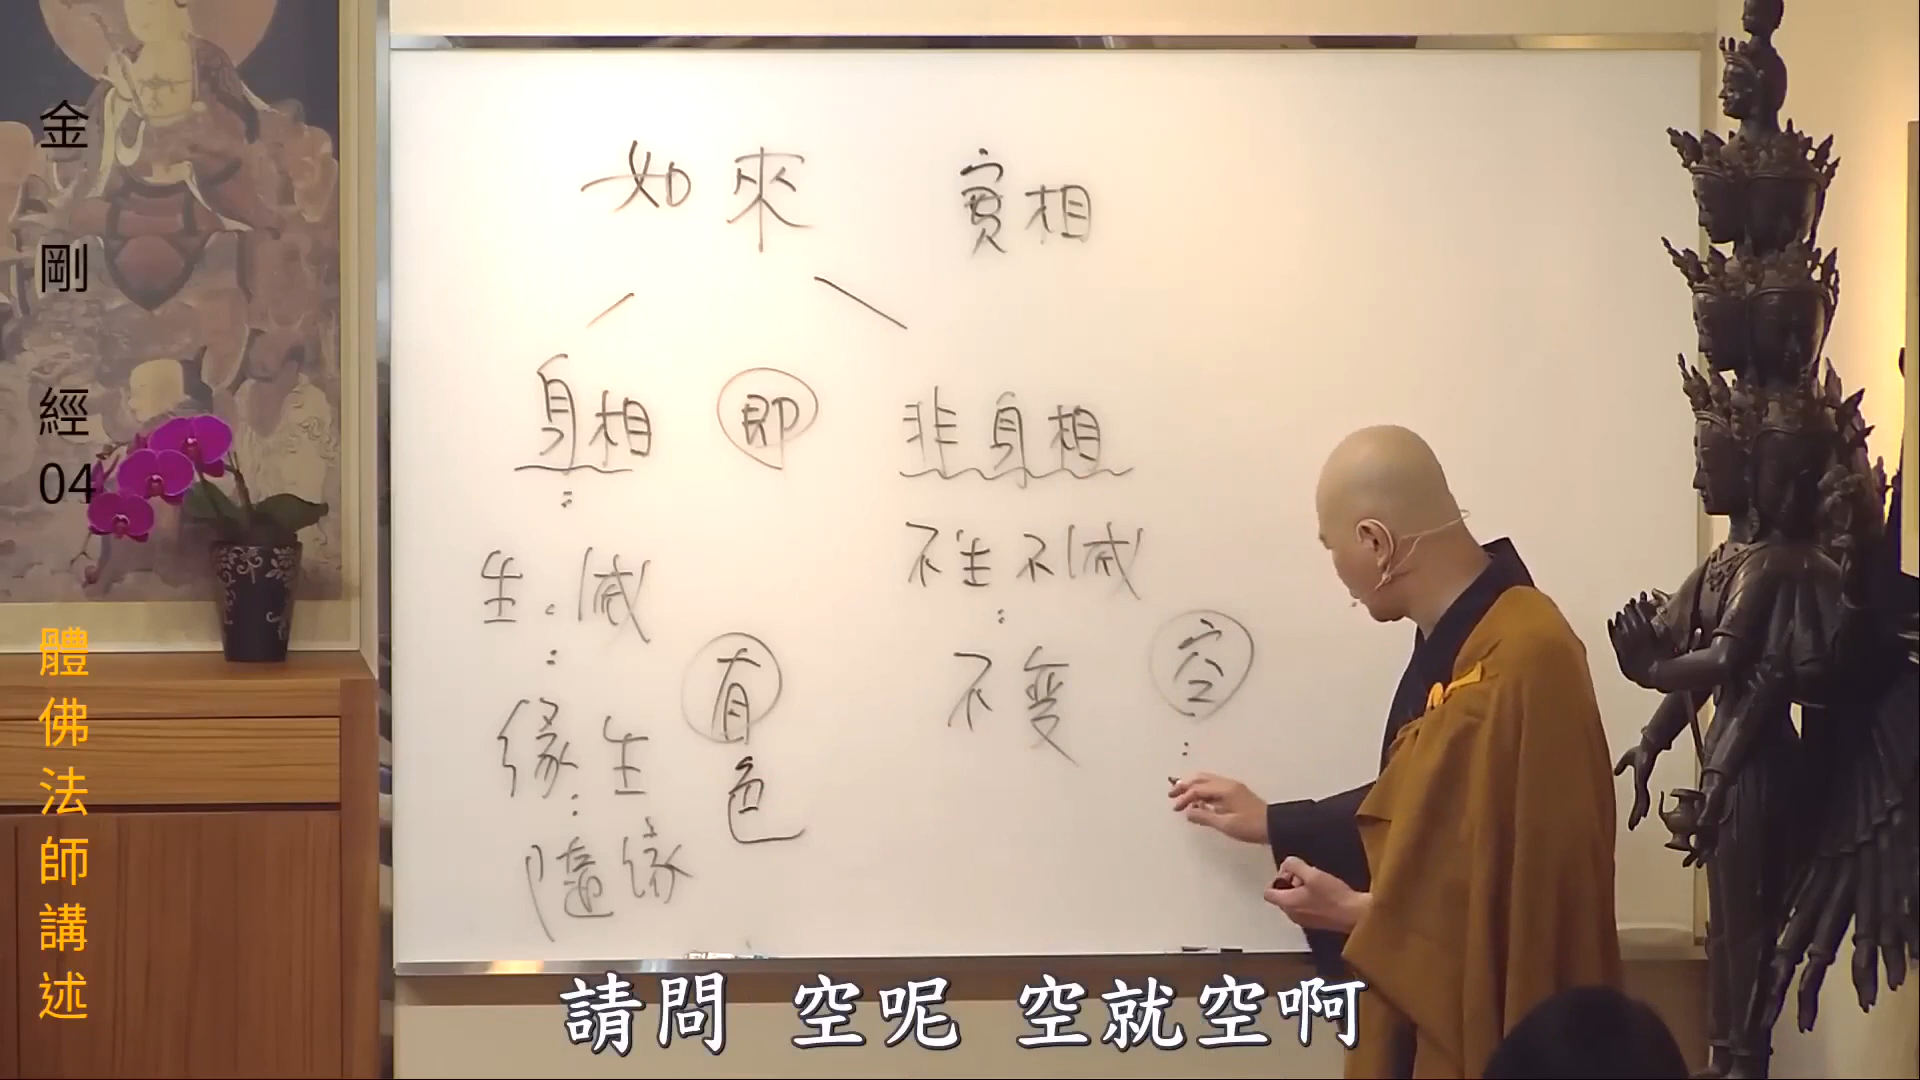 金剛經04
體佛法師講述
如來 實相
身相 即 非身相
生。滅 不生不滅
不變 空
緣生 有
色
隨緣
請問 空呢 空就空啊